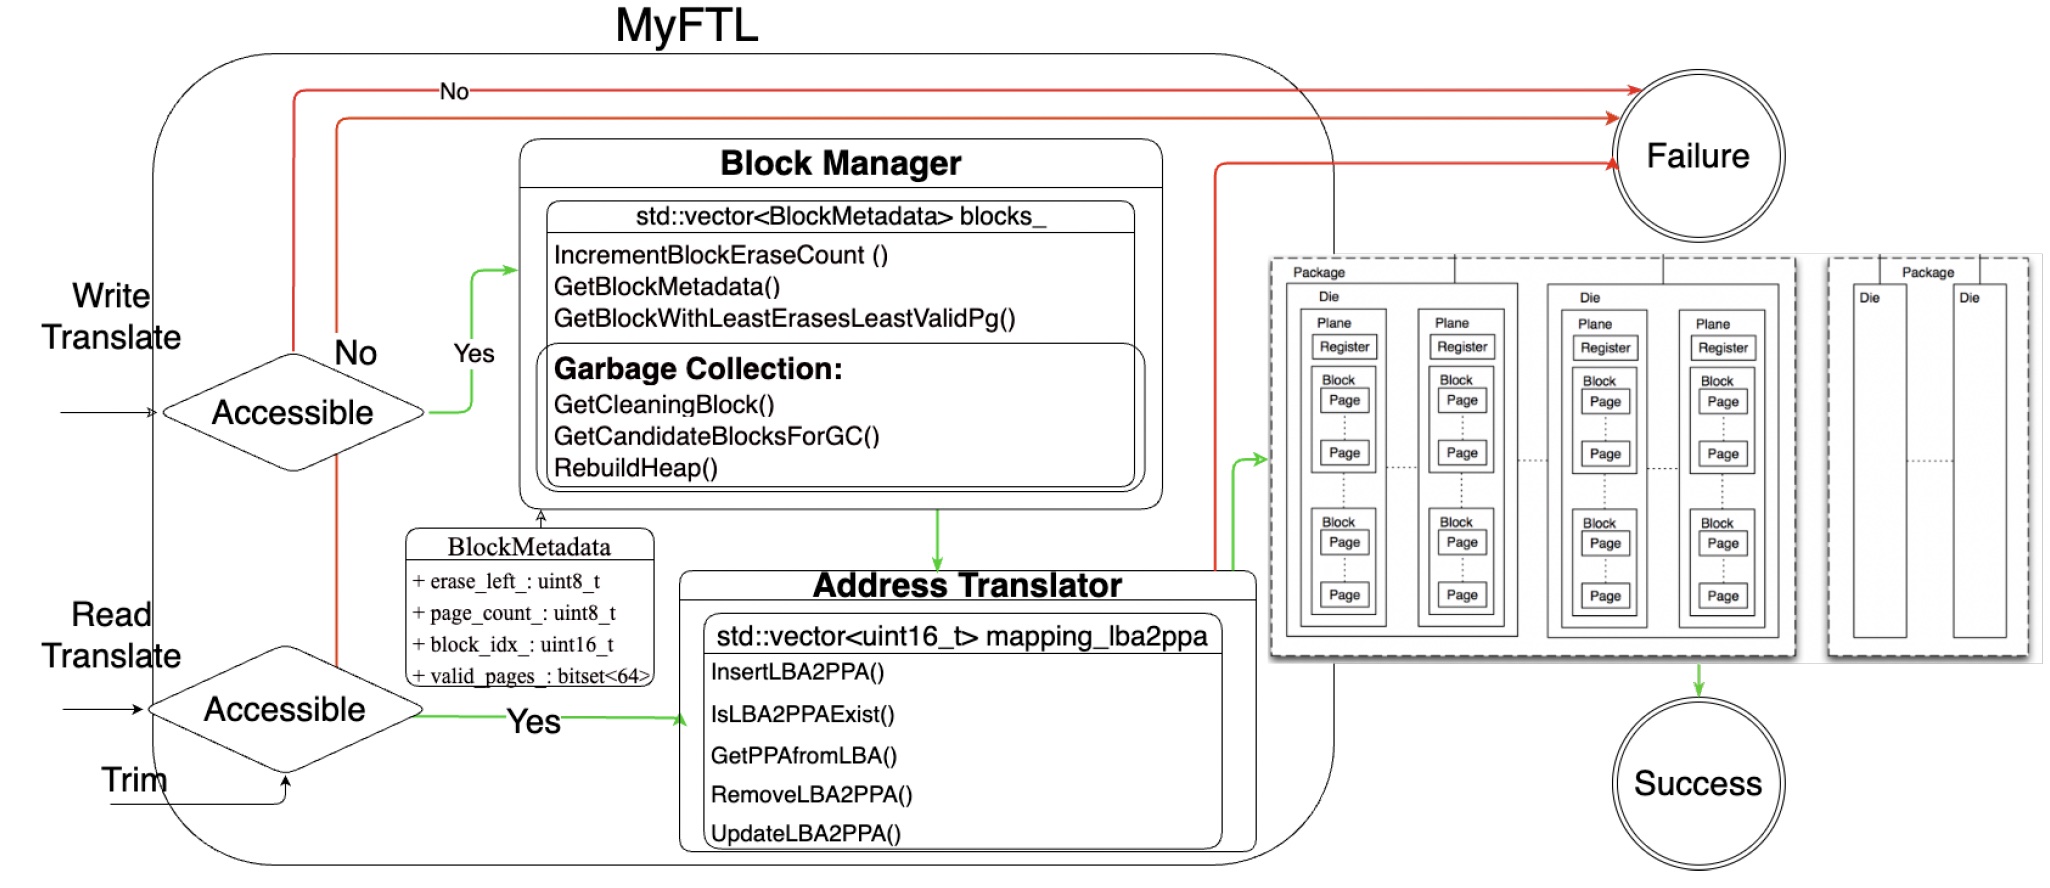 MyFTL
No
Failure
Block Manager
std::vector<BlockMetadata> blocks_
IncrementBlockEraseCount ()
GetBlockMetadata()
GetBlockWithLeastErasesLeastValidPg()
Garbage Collection:
GetCleaningBlock()
GetCandidateBlocksForGC()
RebuildHeap()
Write
Translate
No
Yes
Accessible
BlockMetadata
+ erase_left_: uint8_t
+ page_count_: uint8_t
+ block_idx_: uint16_t
+ valid_pages_: bitset<64>
Read
Translate
Accessible
Yes
Trim
Address Translator
std::vector<uint16_t> mapping_lba2ppa
InsertLBA2PPA()
IsLBA2PPAExist()
GetPPAfromLBA()
RemoveLBA2PPA()
UpdateLBA2PPA()
Package
Die
Plane
Register
Block
Page
Page
Block
Page
Page
Plane
Register
Block
Page
Page
Block
Page
Page
Die
Plane
Register
Block
Page
Page
Block
Page
Page
Plane
Register
Block
Page
Page
Block
Page
Page
Package
Die
Die
Success